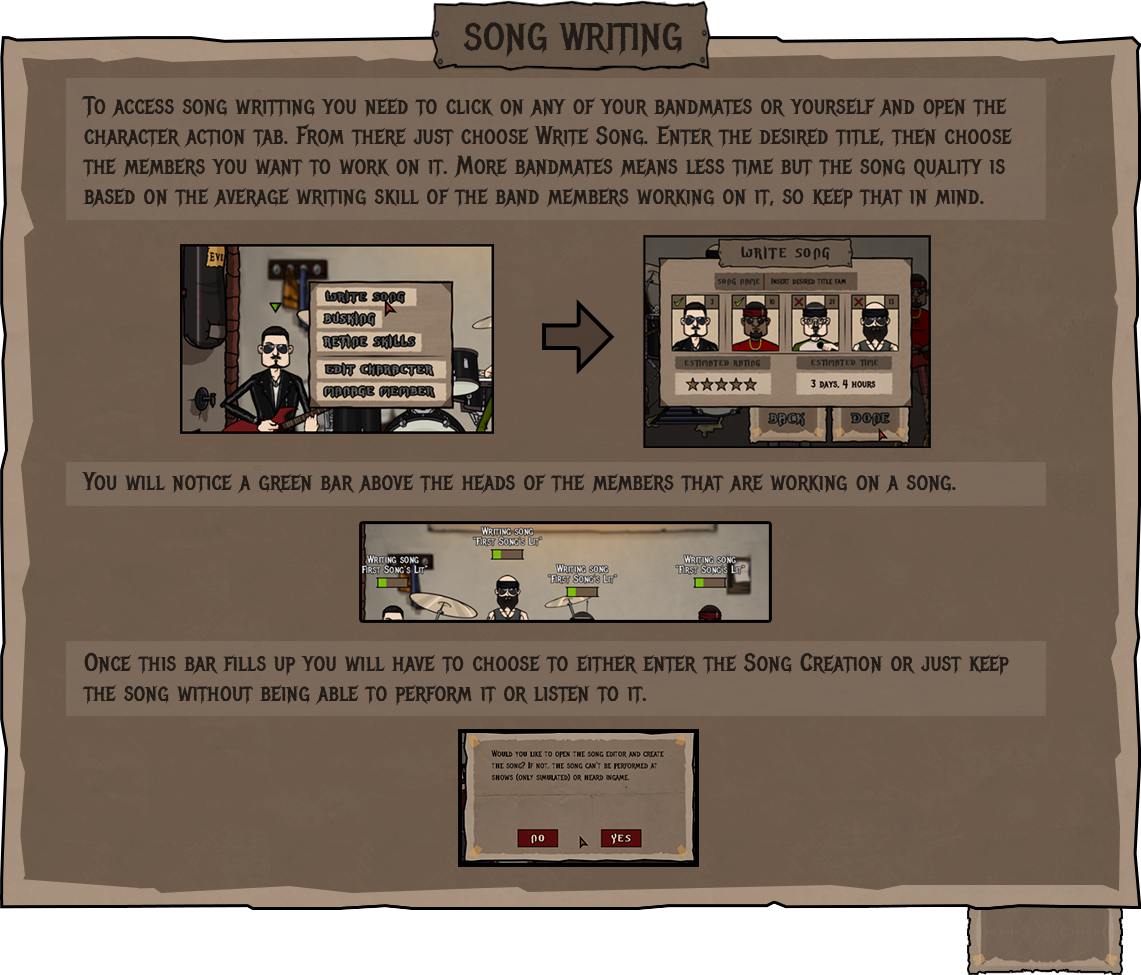 SONG WRITING
To access song writting you need to click on any of your bandmates or yourself and open the
character action tab. From there just choose Write Song. Enter the desired title, then choose
the members you want to work on it. More bandmates means less time but the song quality is
based on the average writing skill of the band members working on it, so keep that in mind.
WRITE SONG
BUSKING
REFINE SKILLS
EDIT CHARACTER
MANAGE MEMBER
WRITE SONG
SONG NAME Insert desired title fam
ESTIMATED RATING ESTIMATED TIME
3 days, 4 hours
BACK DONE
You will notice a green bar above the heads of the members that are working on a song.
Writing song
"First Song's Lit"
Writing song
First Song's Lit"
Writing song
"First Song's Lit"
Writing song
"First Song's Lit"
Once this bar fills up you will have to choose to either enter the Song Creation or just keep
the song without being able to perform it or listen to it.
Would you like to open the song editor and create
the song? If not, the song can't be performed at
shows (only simulated) or heard ingame.
NO YES